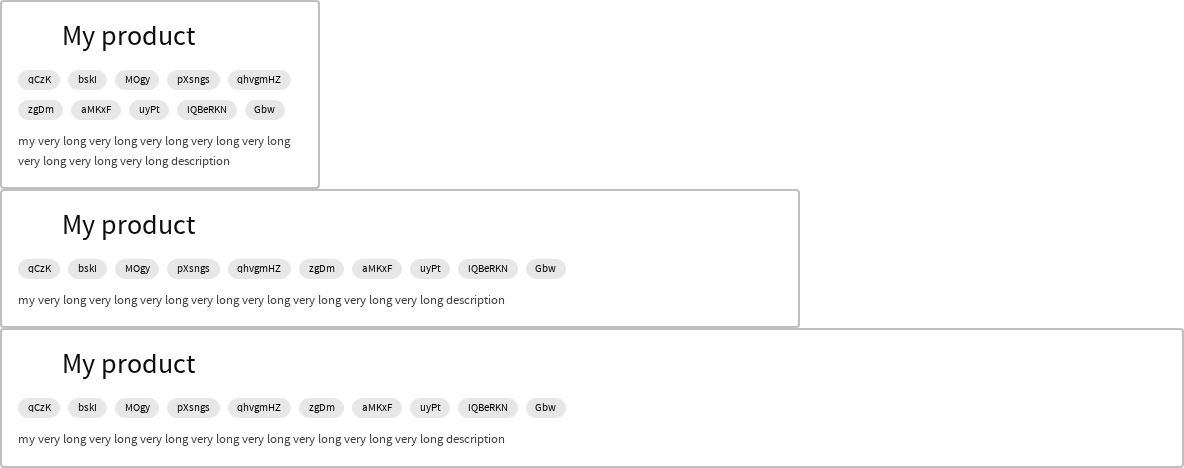 My product
qCzK bskI MOgy pXsngs qhvgmHZ
zgDm aMKxF uyPt IQBeRKN Gbw
my very long very long very long very long very long
very long very long very long description
My product
qCzK bskI MOgy pXsngs qhvgmHZ zgDm aMKxF uyPt IQBeRKN Gbw
my very long very long very long very long very long very long very long very long description
My product
qCzK bskI MOgy pXsngs qhvgmHZ zgDm aMKxF uyPt IQBeRKN Gbw
my very long very long very long very long very long very long very long very long description